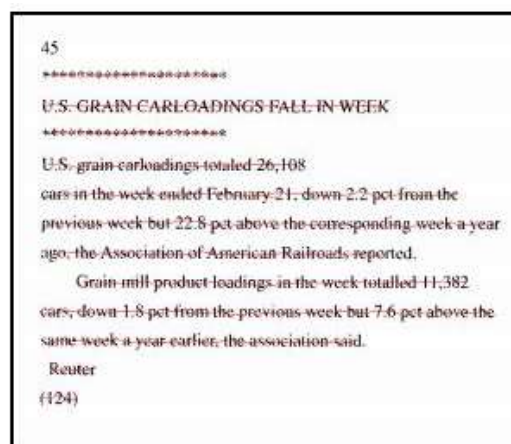 45
**********************
U.S. GRAIN CARLOADINGS FALL IN WEEK
**********************
U.S. grain carloadings totaled 26,108
cars in the week ended February 21, down 2.2 pct from the
previous week but 22.8 pct above the corresponding week a year
ago, the Association of American Railroads reported.
Grain mill product loadings in the week totalled 11,382
cars, down 1.8 pct from the previous week but 7.6 pct above the
same week a year earlier, the association said.
Reuter
(124)